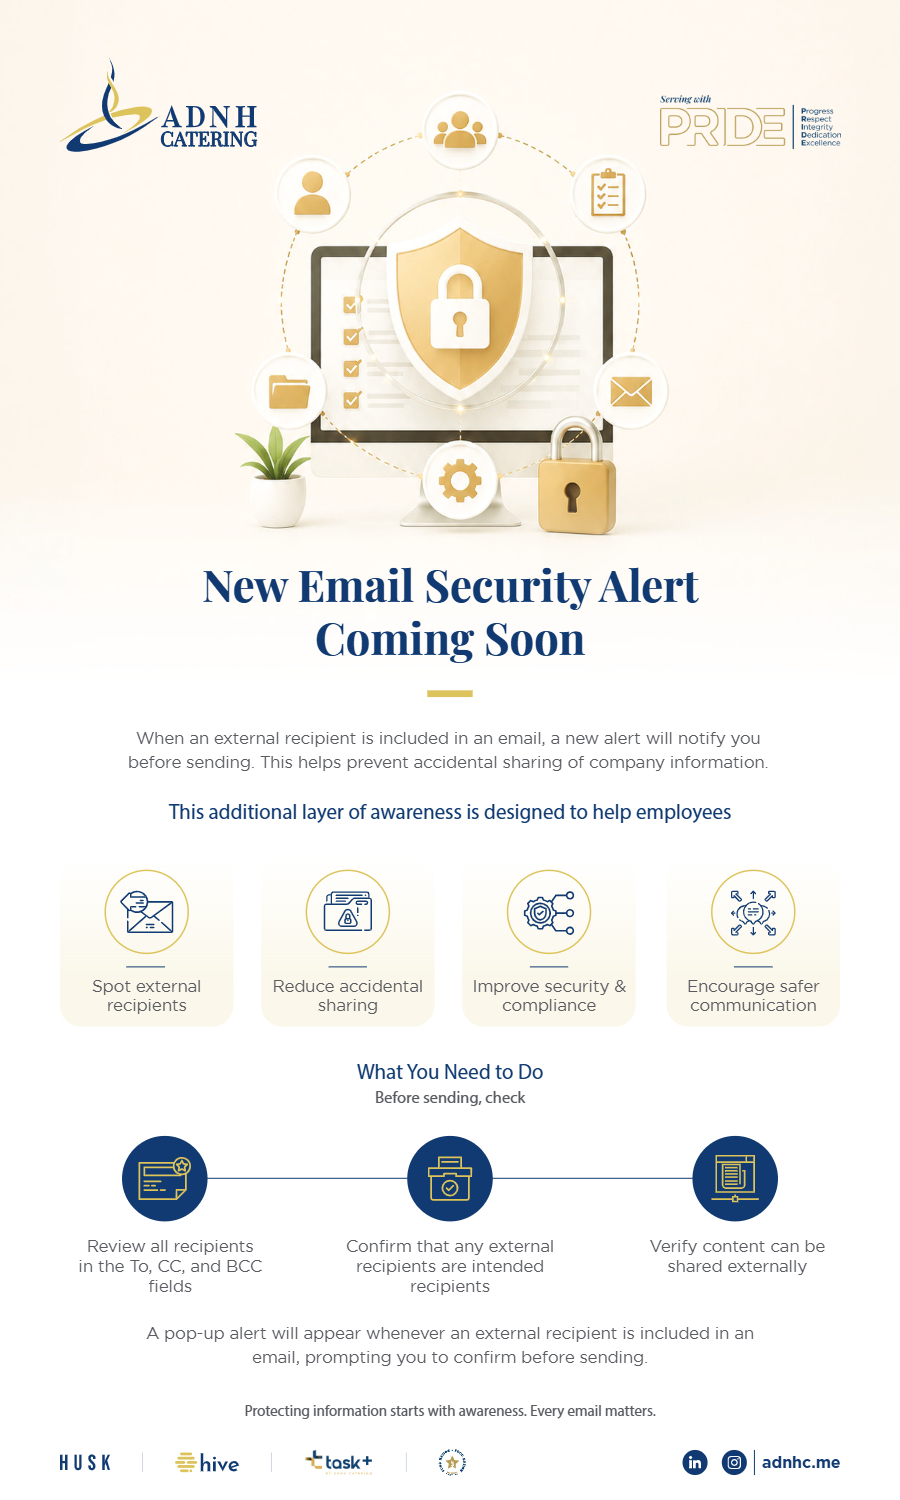 ADNH
CATERING
Serving with
PRIDE
Progress
Respect
Integrity
Dedication
Excellence
New Email Security Alert
Coming Soon
When an external recipient is included in an email, a new alert will notify you
before sending. This helps prevent accidental sharing of company information.
This additional layer of awareness is designed to help employees
Spot external
recipients
Reduce accidental
sharing
Improve security &
compliance
Encourage safer
communication
What You Need to Do
Before sending, check
Review all recipients
in the To, CC, and BCC
fields
Confirm that any external
recipients are intended
recipients
Verify content can be
shared externally
A pop-up alert will appear whenever an external recipient is included in an
email, prompting you to confirm before sending.
Protecting information starts with awareness. Every email matters.
HUSK
hive
task+
in
adnhc.me